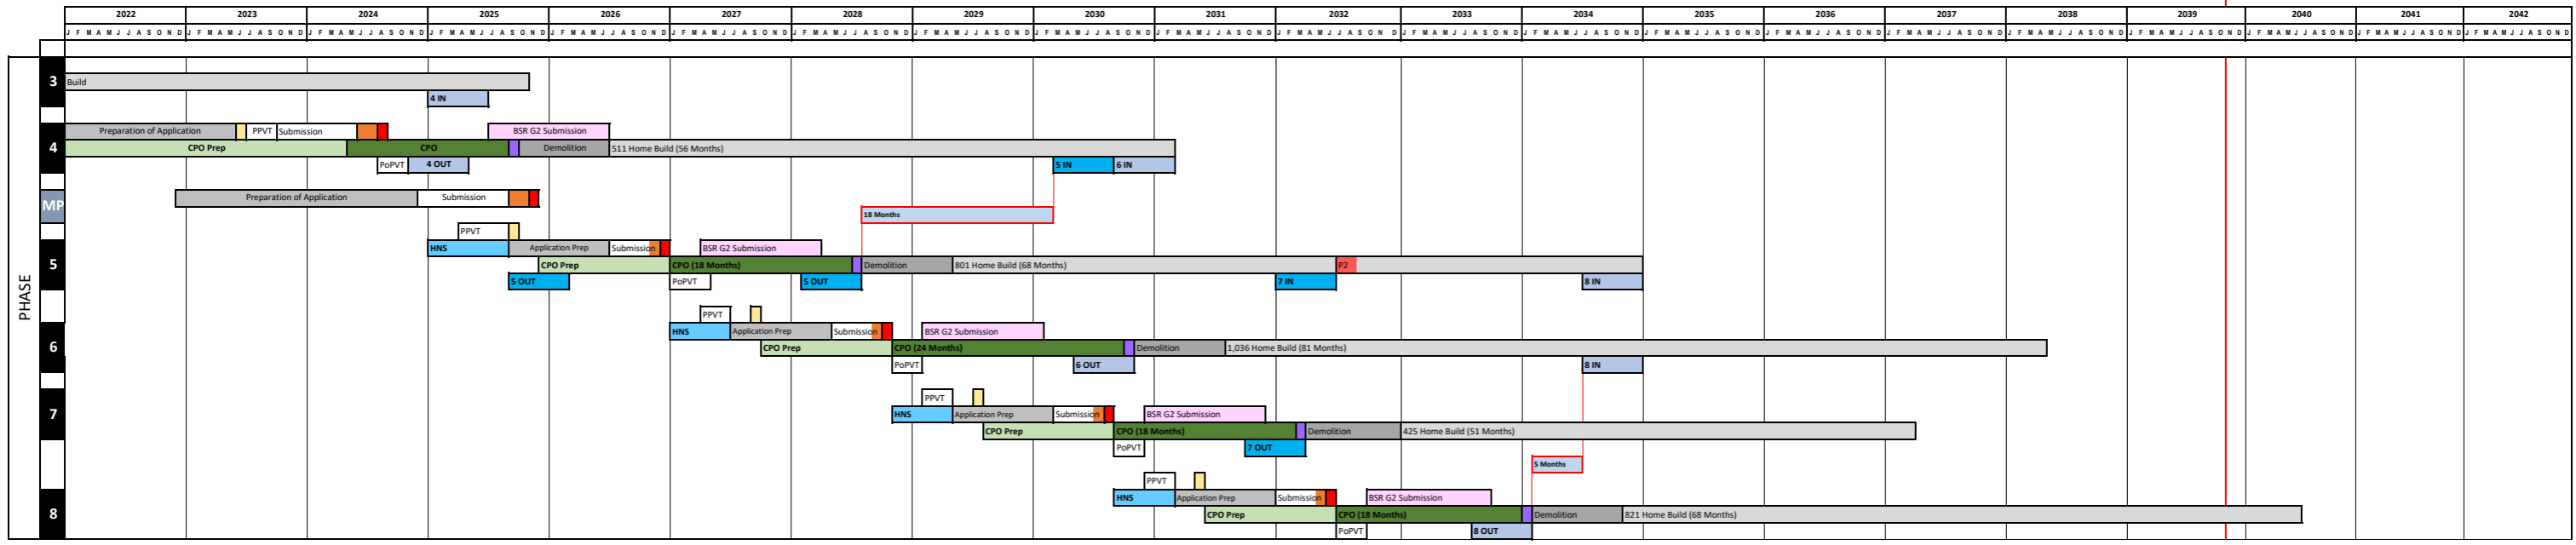 2022 2023 2024 2025 2026 2027 2028 2029 2030 2031 2032 2033 2034 2035 2036 2037 2038 2039 2040 2041 2042
J F M A M J J A S O N D J F M A M J J A S O N D J F M A M J J A S O N D J F M A M J J A S O N D J F M A M J J A S O N D J F M A M J J A S O N D J F M A M J J A S O N D J F M A M J J A S O N D J F M A M J J A S O N D J F M A M J J A S O N D J F M A M J J A S O N D J F M A M J J A S O N D J F M A M J J A S O N D J F M A M J J A S O N D J F M A M J J A S O N D J F M A M J J A S O N D J F M A M J J A S O N D J F M A M J J A S O N D J F M A M J J A S O N D J F M A M J J A S O N D J F M A M J J A S O N D
PHASE
3
Build
4 IN
4
Preparation of Application PPVT Submission BSR G2 Submission
CPO Prep CPO Demolition 511 Home Build (56 Months)
PoPVT 4 OUT 5 IN 6 IN
MP
Preparation of Application Submission
18 Months
5
PPVT
HNS Application Prep Submission BSR G2 Submission
CPO Prep CPO (18 Months) Demolition 801 Home Build (68 Months) P2
5 OUT PoPVT 5 OUT 7 IN 8 IN
6
PPVT
HNS Application Prep Submission BSR G2 Submission
CPO Prep CPO (24 Months) Demolition 1,036 Home Build (81 Months)
PoPVT 6 OUT 8 IN
7
PPVT
HNS Application Prep Submission BSR G2 Submission
CPO Prep CPO (18 Months) Demolition 425 Home Build (51 Months)
PoPVT 7 OUT
5 Months
8
PPVT
HNS Application Prep Submission BSR G2 Submission
CPO Prep CPO (18 Months) Demolition 821 Home Build (68 Months)
PoPVT 8 OUT